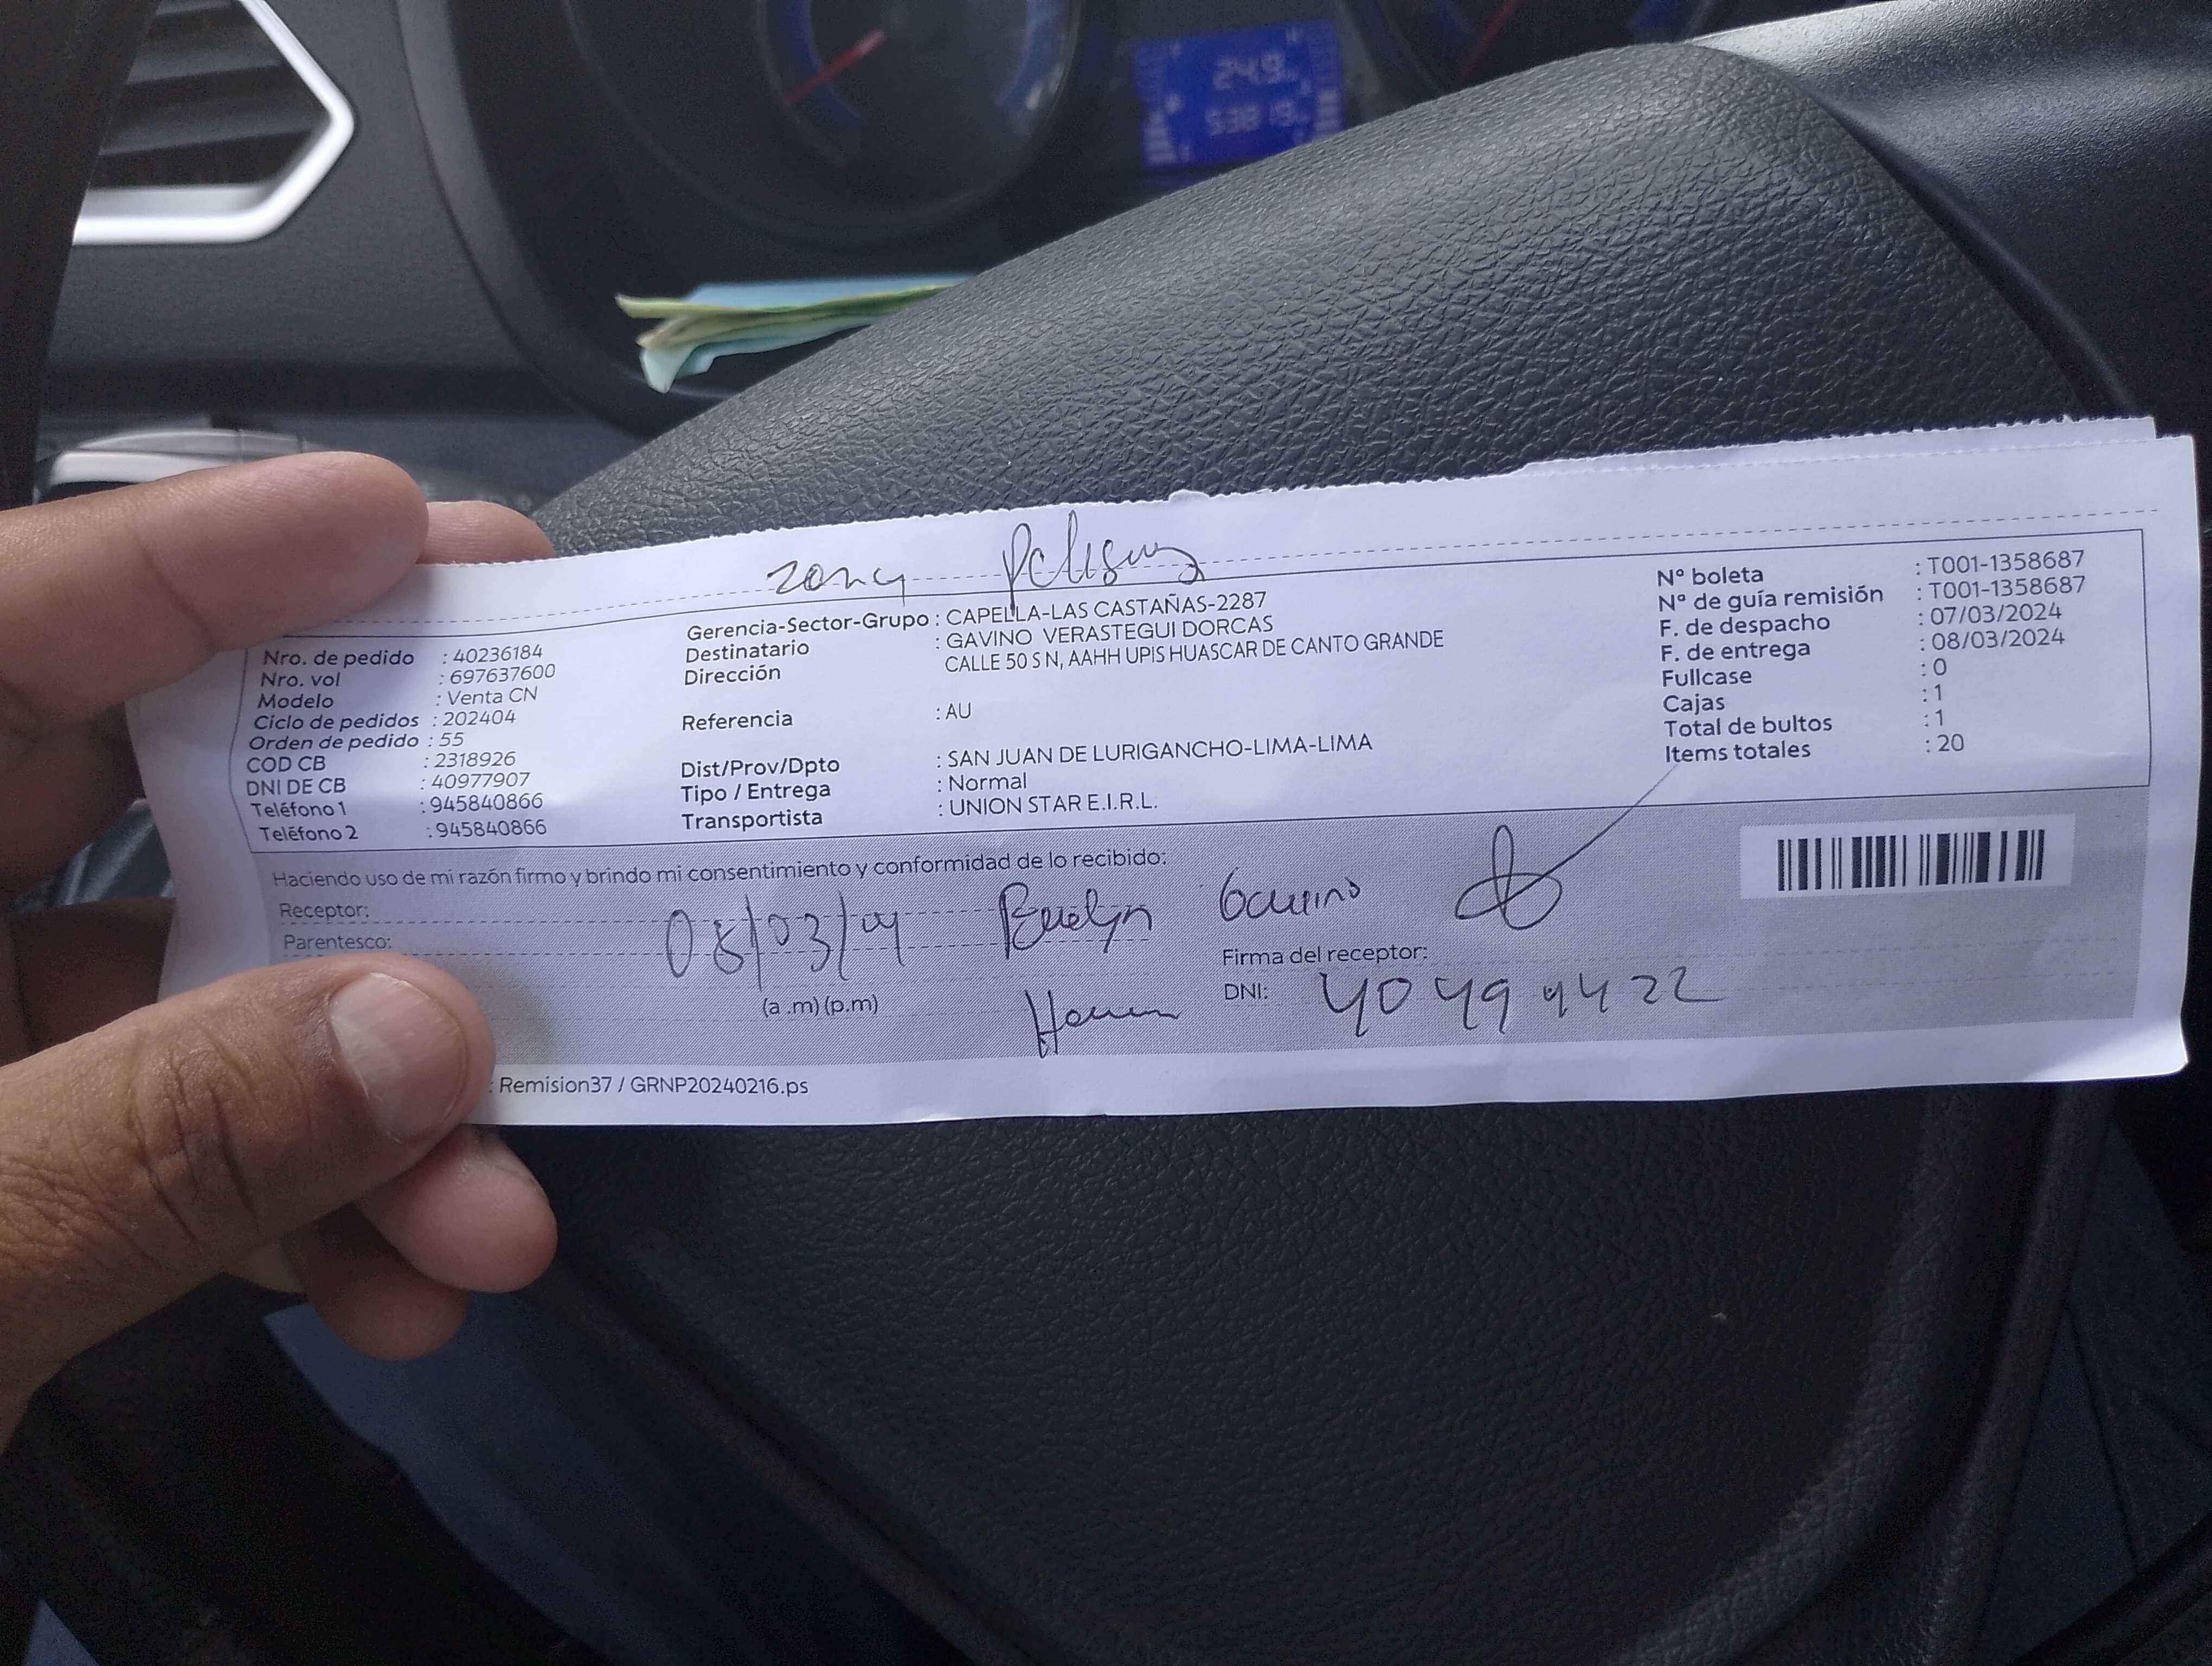 24.9
zona peligrosa
Nro. de pedido : 40236184
Nro. vol : 697637600
Modelo : Venta CN
Ciclo de pedidos : 202404
Orden de pedido : 55
COD CB : 2318926
DNI DE CB : 40977907
Teléfono 1 : 945840866
Teléfono 2 : 945840866
Gerencia-Sector-Grupo : CAPELLA-LAS CASTAÑAS-2287
Destinatario : GAVINO VERASTEGUI DORCAS
Dirección CALLE 50 S N, AAHH UPIS HUASCAR DE CANTO GRANDE
Referencia : AU
Dist/Prov/Dpto : SAN JUAN DE LURIGANCHO-LIMA-LIMA
Tipo / Entrega : Normal
Transportista : UNION STAR E.I.R.L.
Nº boleta : T001-1358687
Nº de guía remisión : T001-1358687
F. de despacho : 07/03/2024
F. de entrega : 08/03/2024
Fullcase : 0
Cajas : 1
Total de bultos : 1
Items totales : 20
Haciendo uso de mi razón firmo y brindo mi consentimiento y conformidad de lo recibido:
Receptor: Evelyn Gavino
Parentesco: 08/03/
Firma del receptor:
(a .m) (p.m)
DNI:
: Remision37 / GRNP20240216.ps